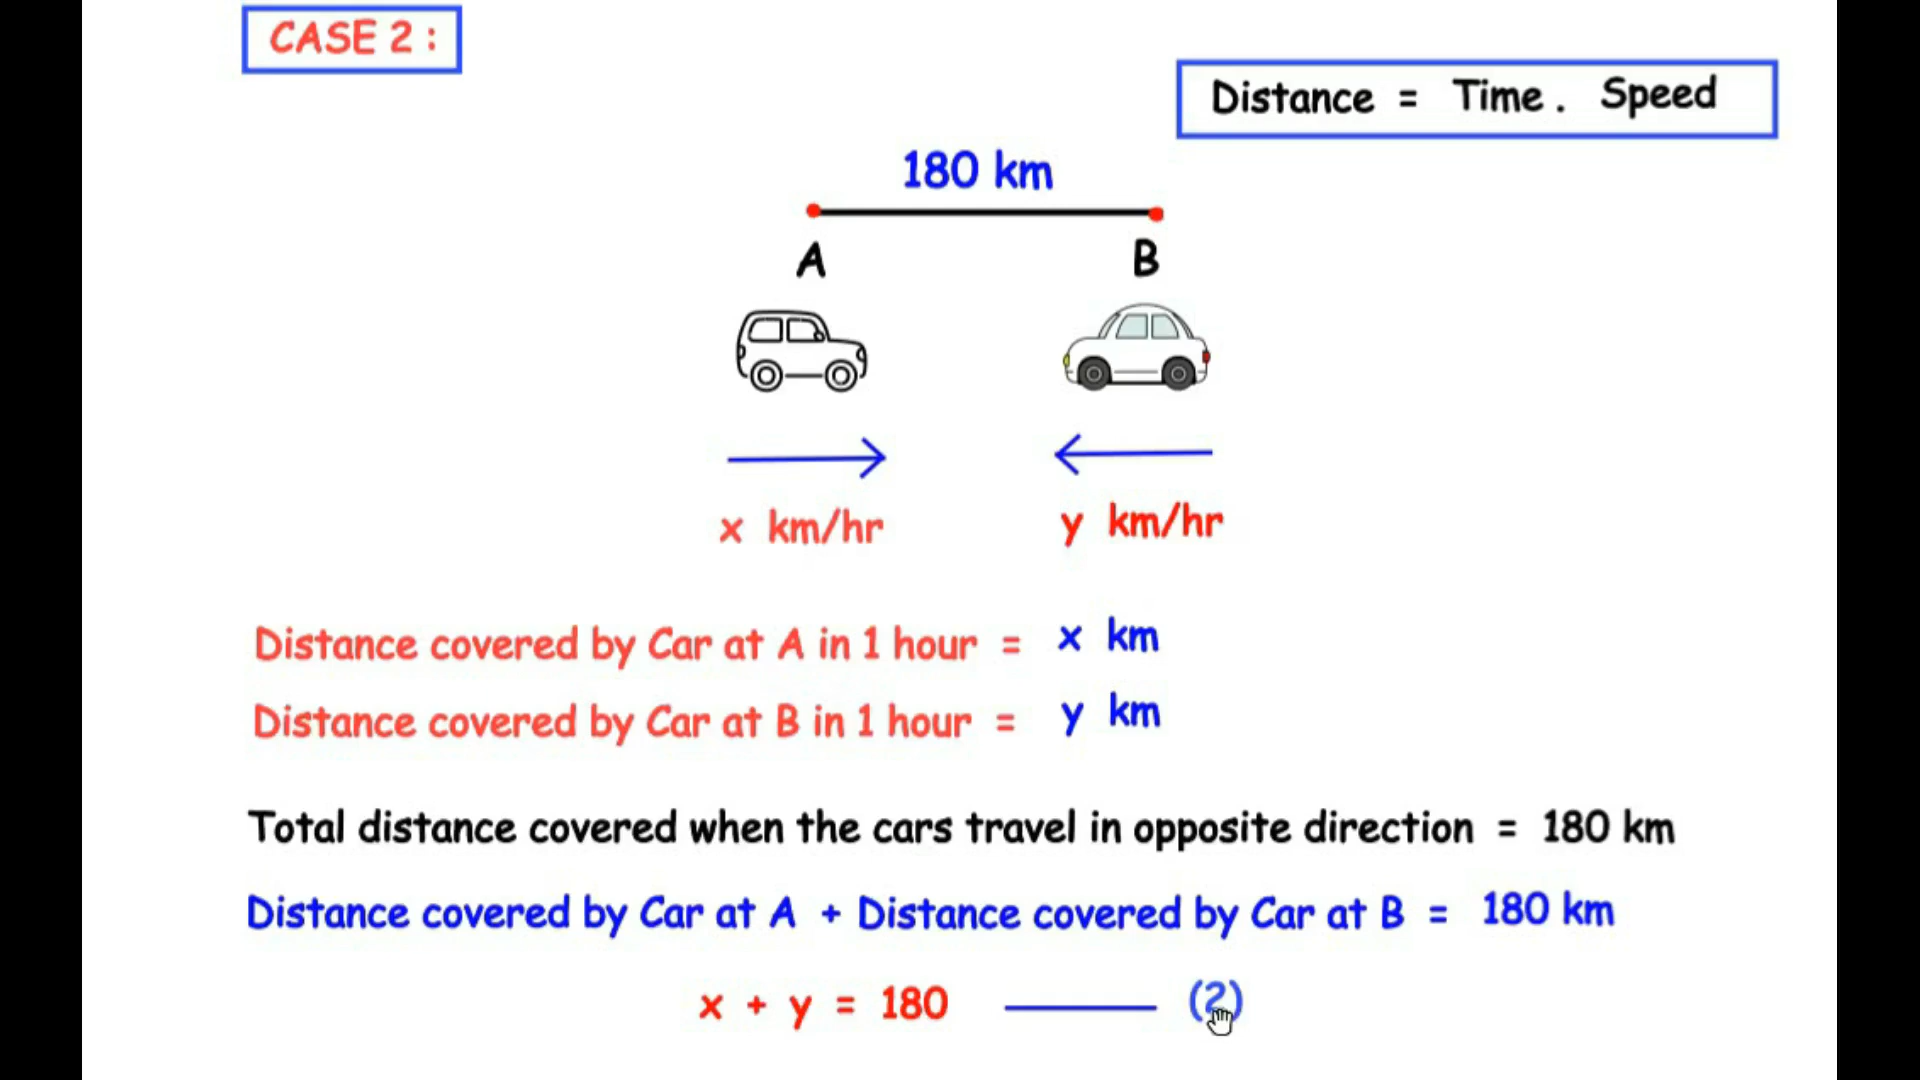 CASE 2 :
Distance = Time . Speed
180 km
A B
x km/hr y km/hr
Distance covered by Car at A in 1 hour = x km
Distance covered by Car at B in 1 hour = y km
Total distance covered when the cars travel in opposite direction = 180 km
Distance covered by Car at A + Distance covered by Car at B = 180 km
x + y = 180 (2)